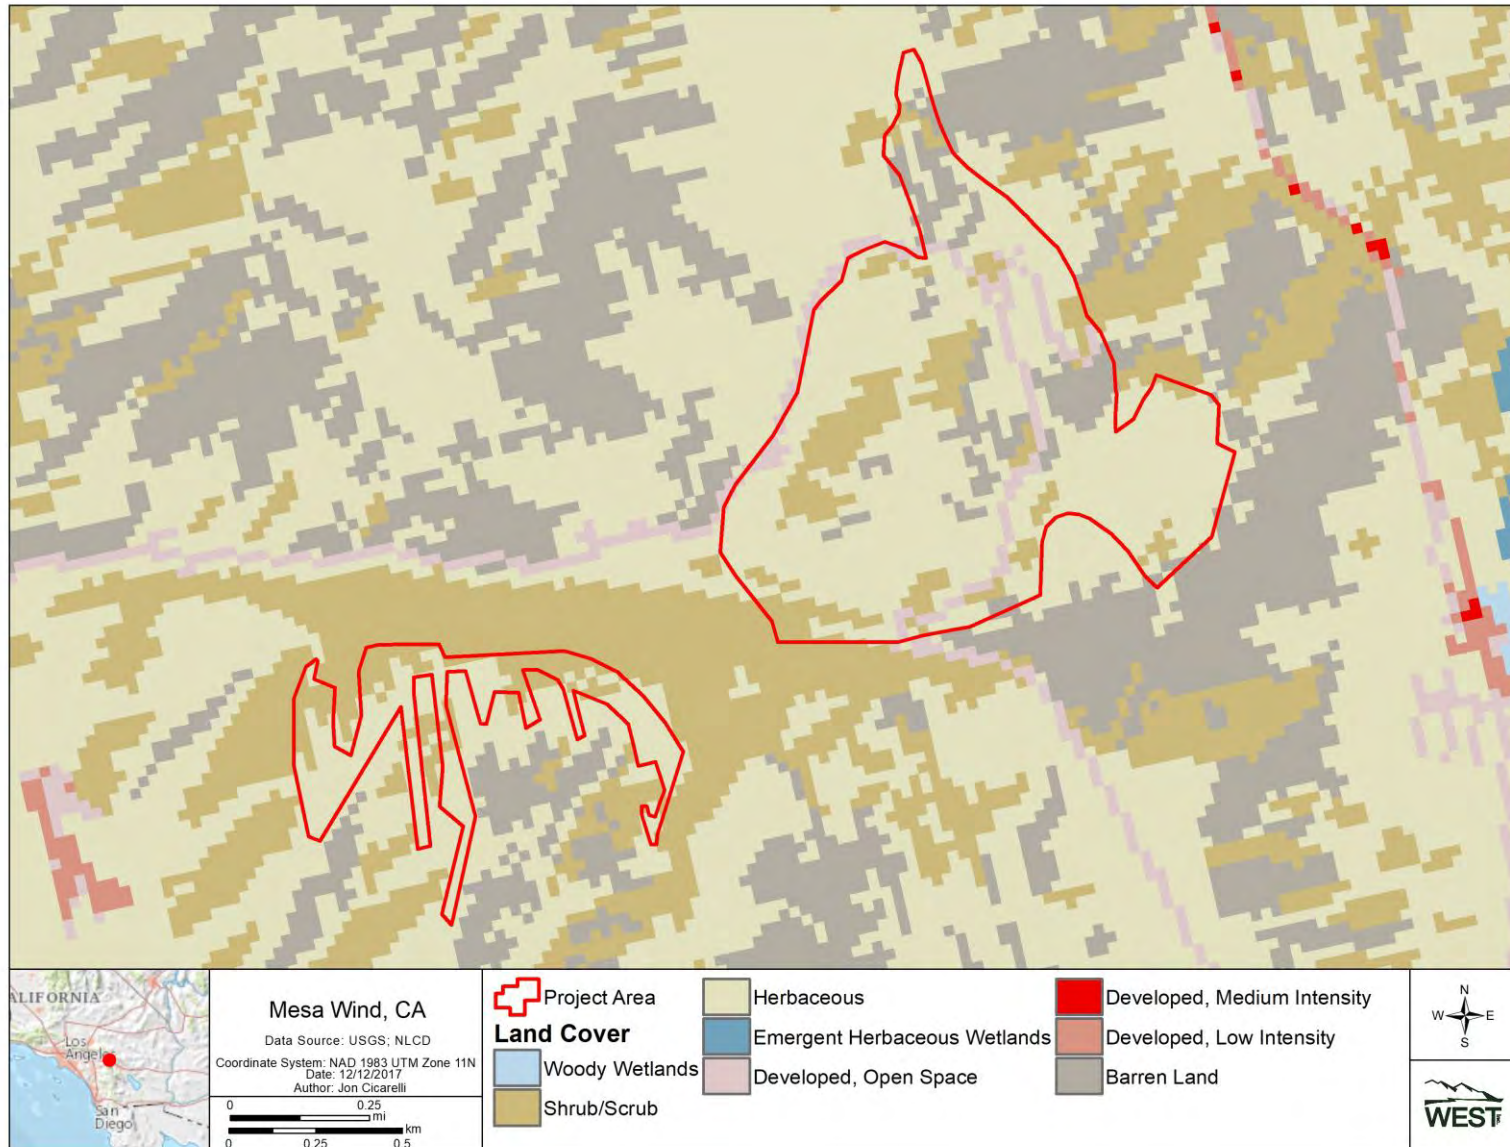 ALIFORNIA
Los
Angeles
San
Diego
Mesa Wind, CA
Data Source: USGS; NLCD
Coordinate System: NAD 1983 UTM Zone 11N
Date: 12/12/2017
Author: Jon Cicarelli
0 0.25
mi
km
0 0.25 0.5
Project Area
Land Cover
Woody Wetlands
Shrub/Scrub
Herbaceous
Emergent Herbaceous Wetlands
Developed, Open Space
Developed, Medium Intensity
Developed, Low Intensity
Barren Land
N
W E
S
WEST